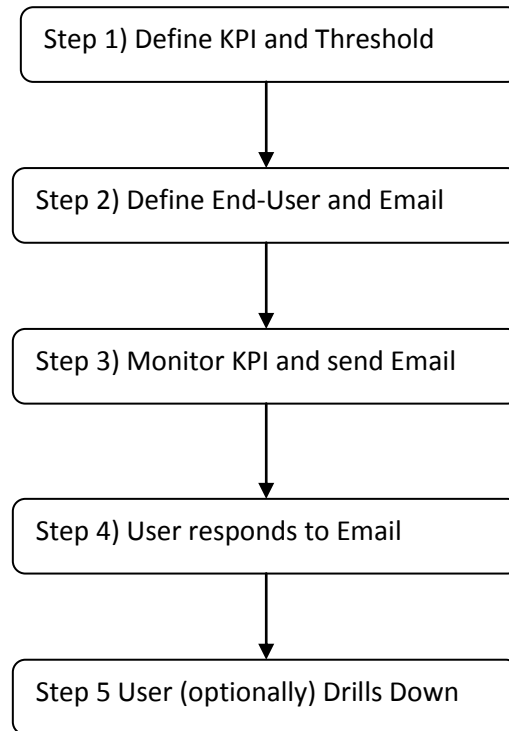 Step 1) Define KPI and Threshold
Step 2) Define End-User and Email
Step 3) Monitor KPI and send Email
Step 4) User responds to Email
Step 5 User (optionally) Drills Down